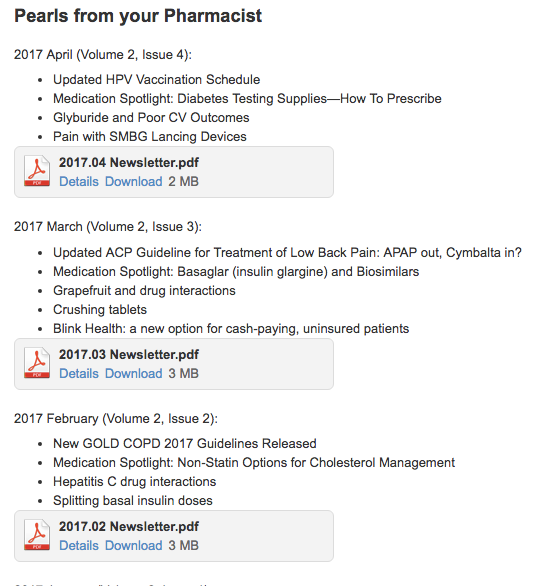 Pearls from your Pharmacist
2017 April (Volume 2, Issue 4):
• Updated HPV Vaccination Schedule
• Medication Spotlight: Diabetes Testing Supplies—How To Prescribe
• Glyburide and Poor CV Outcomes
• Pain with SMBG Lancing Devices
PDF
2017.04 Newsletter.pdf
Details Download 2 MB
2017 March (Volume 2, Issue 3):
• Updated ACP Guideline for Treatment of Low Back Pain: APAP out, Cymbalta in?
• Medication Spotlight: Basaglar (insulin glargine) and Biosimilars
• Grapefruit and drug interactions
• Crushing tablets
• Blink Health: a new option for cash-paying, uninsured patients
PDF
2017.03 Newsletter.pdf
Details Download 3 MB
2017 February (Volume 2, Issue 2):
• New GOLD COPD 2017 Guidelines Released
• Medication Spotlight: Non-Statin Options for Cholesterol Management
• Hepatitis C drug interactions
• Splitting basal insulin doses
PDF
2017.02 Newsletter.pdf
Details Download 3 MB